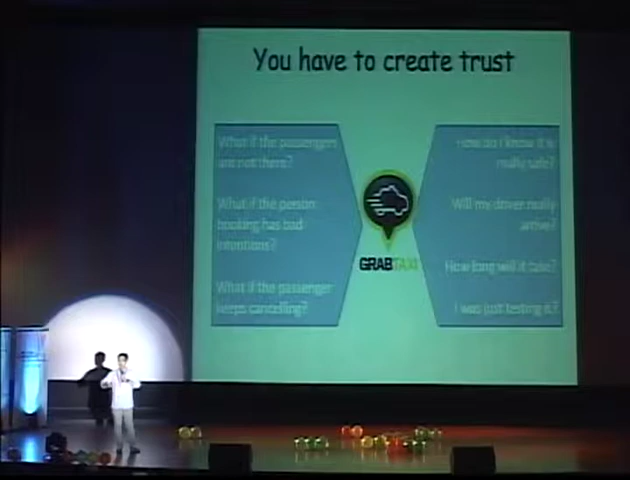 You have to create trust
What if the passengers
are not there?
What if the person
booking has bad
intentions?
What if the passenger
keeps cancelling?
GRABTAXI
How do I know it is
really safe?
Will my driver really
arrive?
How long will it take?
I was just testing it?